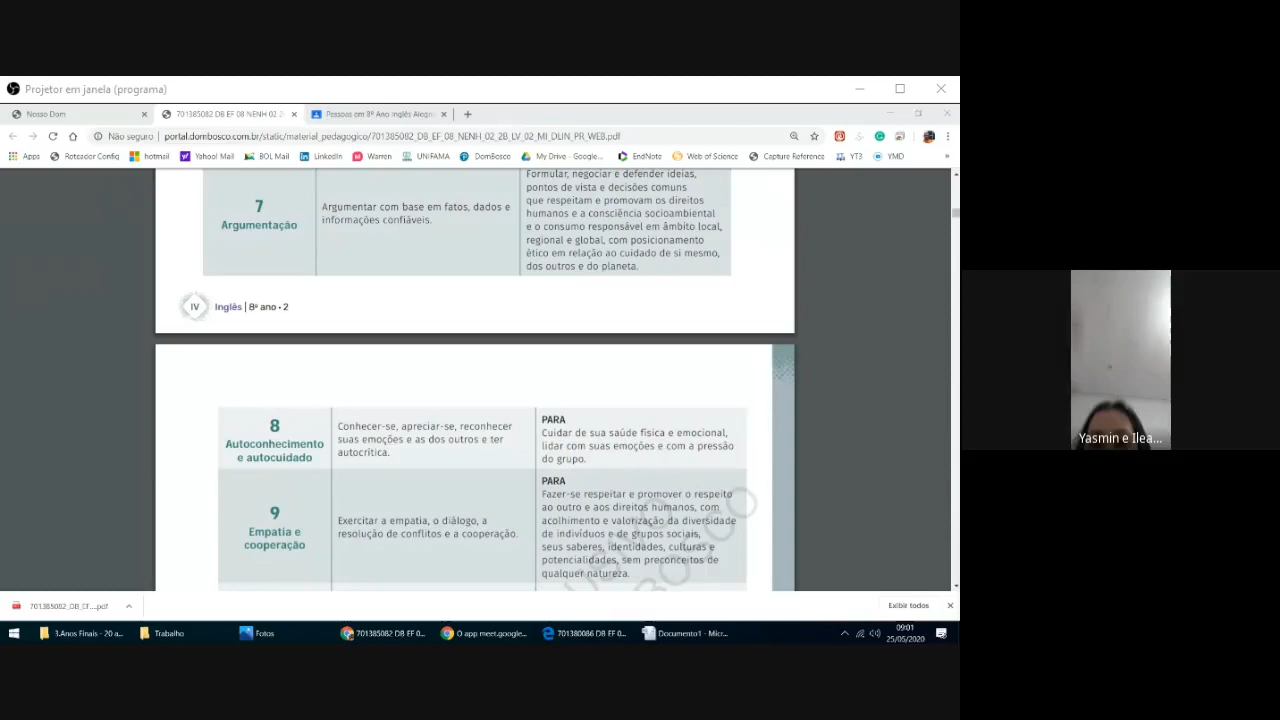 Projetor em janela (programa)
Nosso Dom
701385082 DB EF 08 NENH 02 2
Pessoas em 8º Ano Inglês Alegr
Não seguro | portal.dombosco.com.br/static/material_pedagogico/701385082_DB_EF_08_NENH_02_2B_LV_02_MI_DLIN_PR_WEB.pdf
Apps Roteador Config hotmail Yahoo! Mail BOL Mail LinkedIn Warren UNIFAMA DomBosco My Drive - Google... EndNote Web of Science Capture Reference YT3 YMD »
7
Argumentação
Argumentar com base em fatos, dados e
informações confiáveis.
Formular, negociar e defender ideias,
pontos de vista e decisões comuns
que respeitam e promovam os direitos
humanos e a consciência socioambiental
e o consumo responsável em âmbito local,
regional e global, com posicionamento
ético em relação ao cuidado de si mesmo,
dos outros e do planeta.
IV Inglês | 8º ano • 2
8
Autoconhecimento
e autocuidado
Conhecer-se, apreciar-se, reconhecer
suas emoções e as dos outros e ter
autocrítica.
PARA
Cuidar de sua saúde física e emocional,
lidar com suas emoções e com a pressão
do grupo.
9
Empatia e
cooperação
Exercitar a empatia, o diálogo, a
resolução de conflitos e a cooperação.
PARA
Fazer-se respeitar e promover o respeito
ao outro e aos direitos humanos, com
acolhimento e valorização da diversidade
de indivíduos e de grupos sociais,
seus saberes, identidades, culturas e
potencialidades, sem preconceitos de
qualquer natureza.
BOSCO
Yasmin e Ilea...
701385082_DB_EF....pdf
Exibir todos
3.Anos Finais - 20 a...
Trabalho
Fotos
701385082 DB EF 0...
O app meet.google...
701380086 DB EF 0...
Documento1 - Micr...
09:01
25/05/2020